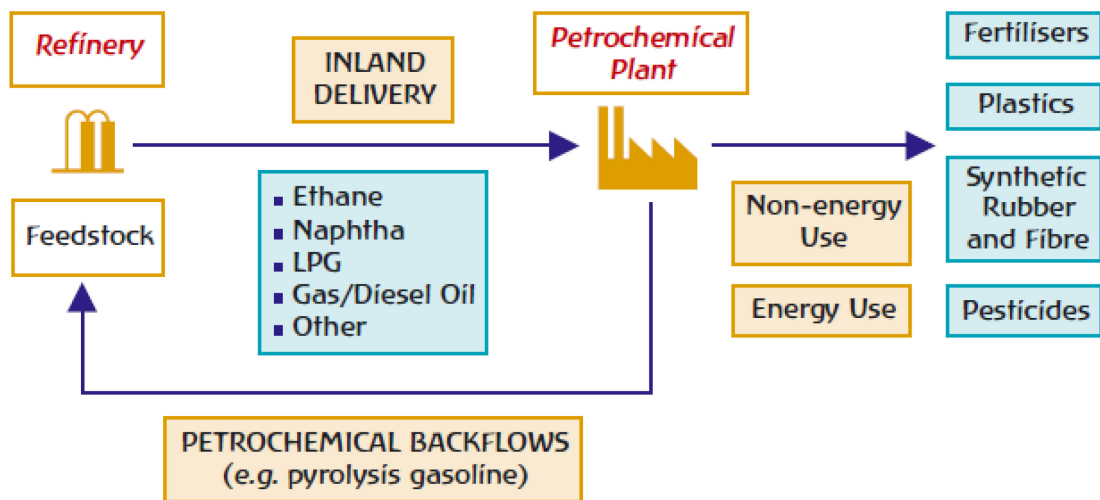 Refinery
INLAND
DELIVERY
Petrochemical
Plant
Fertilisers
Plastics
Synthetic
Rubber
and Fibre
Pesticides
Feedstock
▪ Ethane
▪ Naphtha
▪ LPG
▪ Gas/Diesel Oil
▪ Other
Non-energy
Use
Energy Use
PETROCHEMICAL BACKFLOWS
(e.g. pyrolysis gasoline)